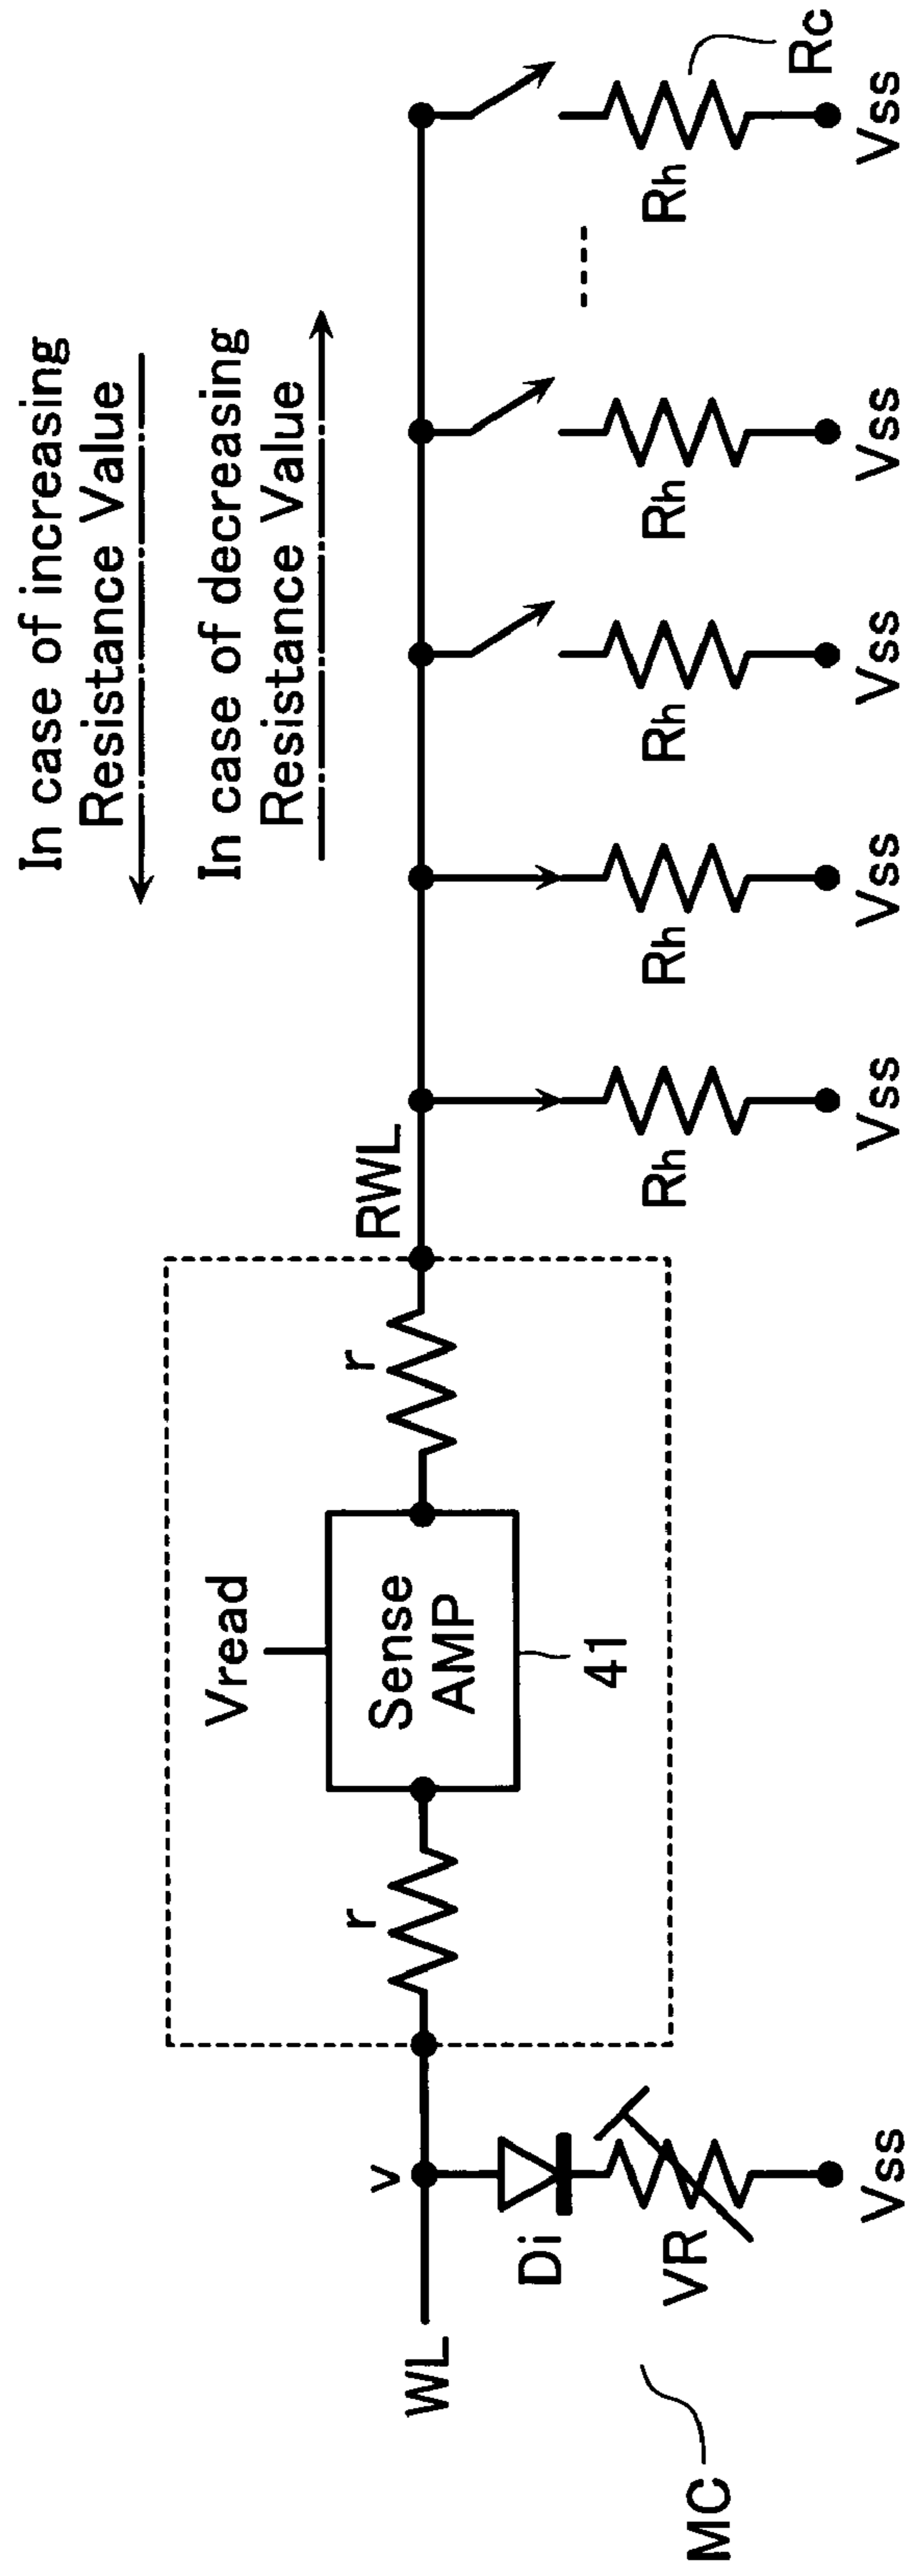 In case of increasing
Resistance Value
In case of decreasing
Resistance Value
Vread
Sense
AMP
41
r
r
RWL
WL
v
Di
VR
MC
Vss
Rh
Rh
Rh
Rh
Rh
Rc
Vss
Vss
Vss
Vss
Vss